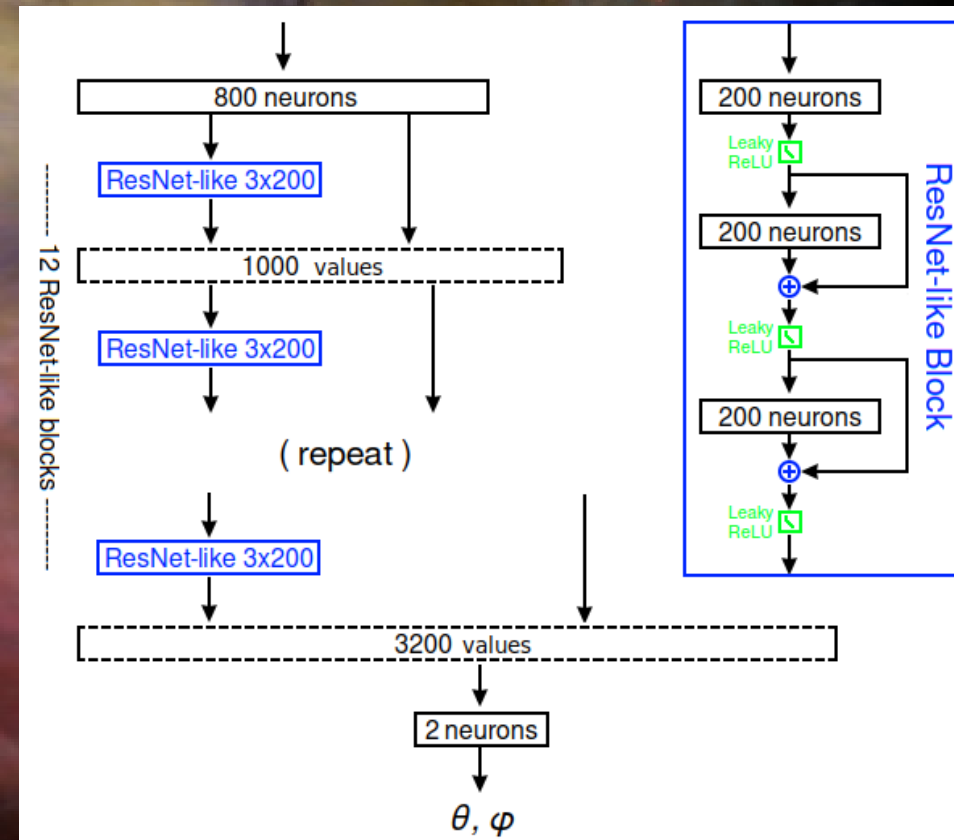 800 neurons
ResNet-like 3x200
1000 values
ResNet-like 3x200
( repeat )
ResNet-like 3x200
3200 values
2 neurons
θ, φ
-------- 12 ResNet-like blocks --------
200 neurons
Leaky
ReLU
200 neurons
Leaky
ReLU
200 neurons
Leaky
ReLU
ResNet-like Block